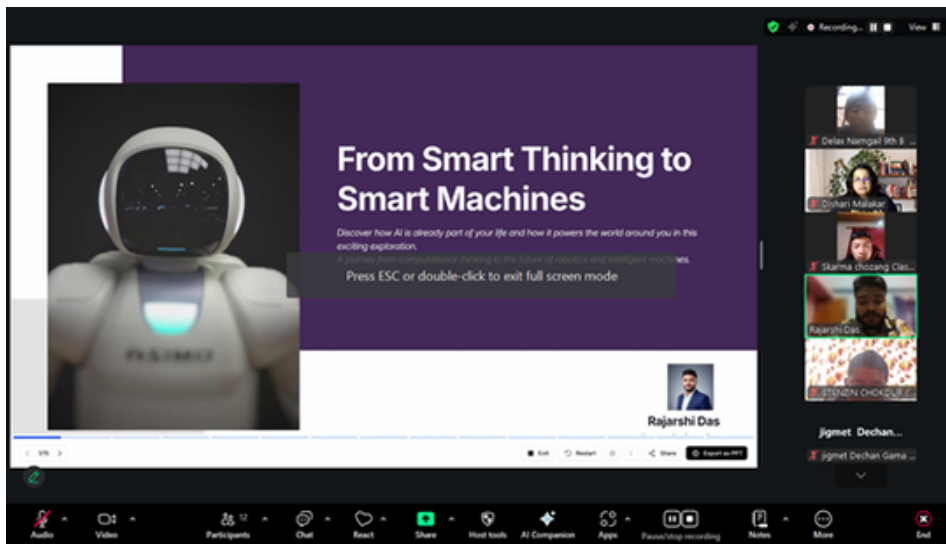 Recording...
View
From Smart Thinking to
Smart Machines
Discover how AI is already part of your life and how it powers the world around you in this
exciting exploration.
A journey from computational thinking to the future of robotics and intelligent machines.
Press ESC or double-click to exit full screen mode
ASIMO
Rajarshi Das
Exit
Restart
Share
Export as PPT
Delax Namgail 9th B ...
Dishari Malakar
Skarma chozang Clas...
Rajarshi Das
STANZIN CHOKDUP C...
jigmet Dechan...
jigmet Dechan Gama ...
Audio
Video
Participants
12
Chat
React
Share
Host tools
AI Companion
Apps
Pause/stop recording
Notes
More
End